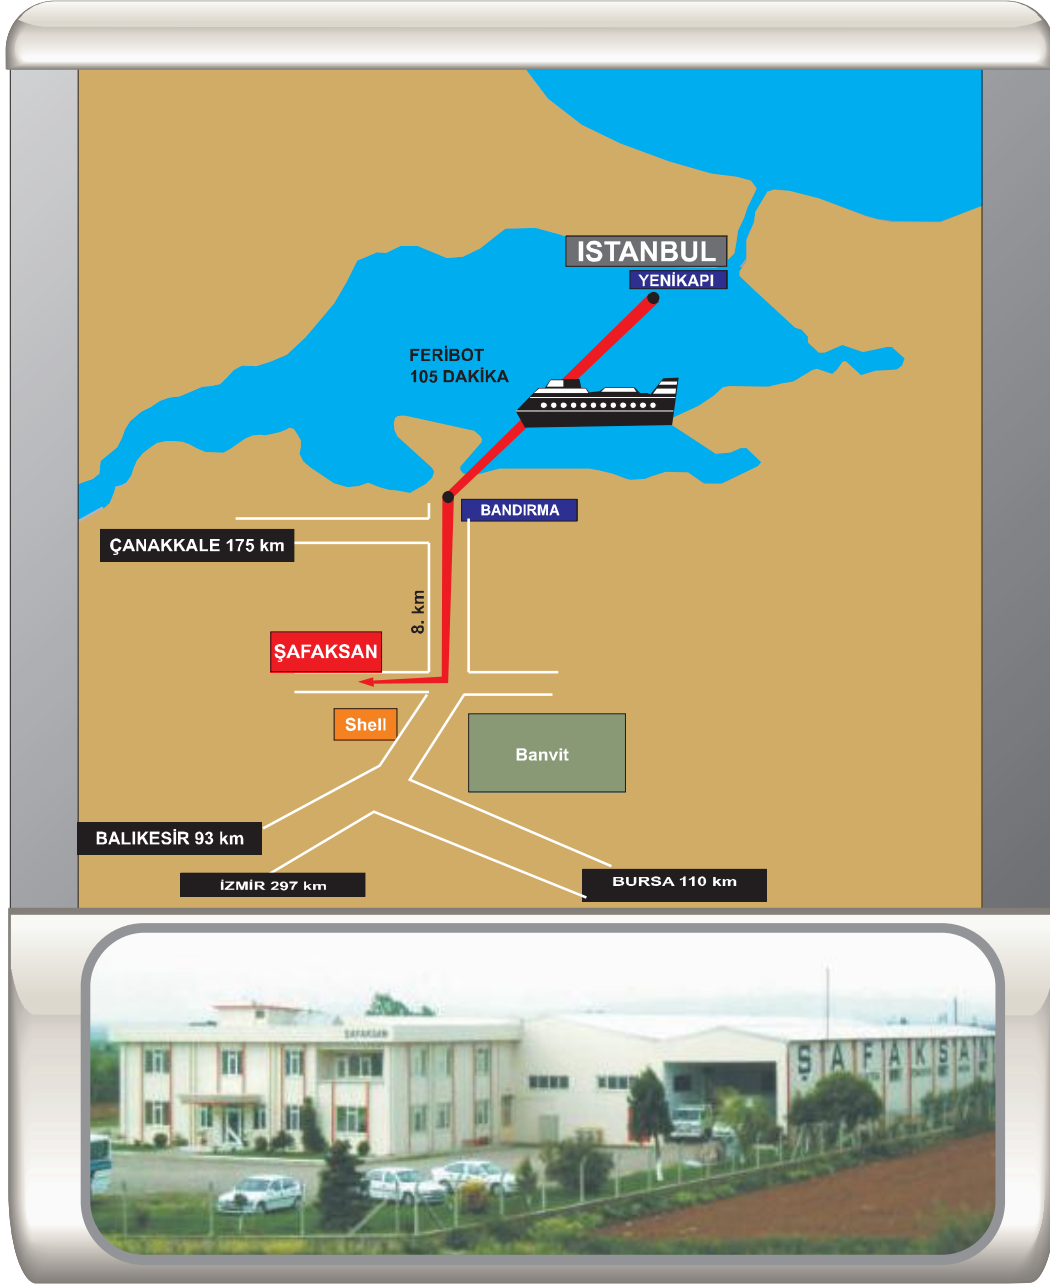 ISTANBUL
YENİKAPI
FERİBOT
105 DAKİKA
BANDIRMA
ÇANAKKALE 175 km
8. km
ŞAFAKSAN
Shell
Banvit
BALIKESİR 93 km
İZMİR 297 km
BURSA 110 km
ŞAFAKSAN
ŞAFAKSAN